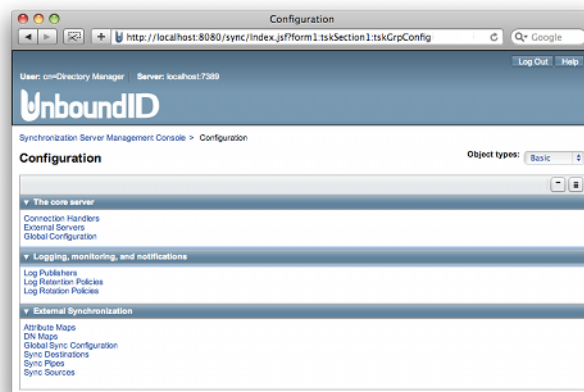 Configuration
http://localhost:8080/sync/Index.jsf?form1:tskSection1:tskGrpConfig
Google
Log Out Help
User: cn=Directory Manager Server: localhost:7389
UnboundID
Synchronization Server Management Console > Configuration
Configuration
Object types: Basic
The core server
Connection Handlers
External Servers
Global Configuration
Logging, monitoring, and notifications
Log Publishers
Log Retention Policies
Log Rotation Policies
External Synchronization
Attribute Maps
DN Maps
Global Sync Configuration
Sync Destinations
Sync Pipes
Sync Sources